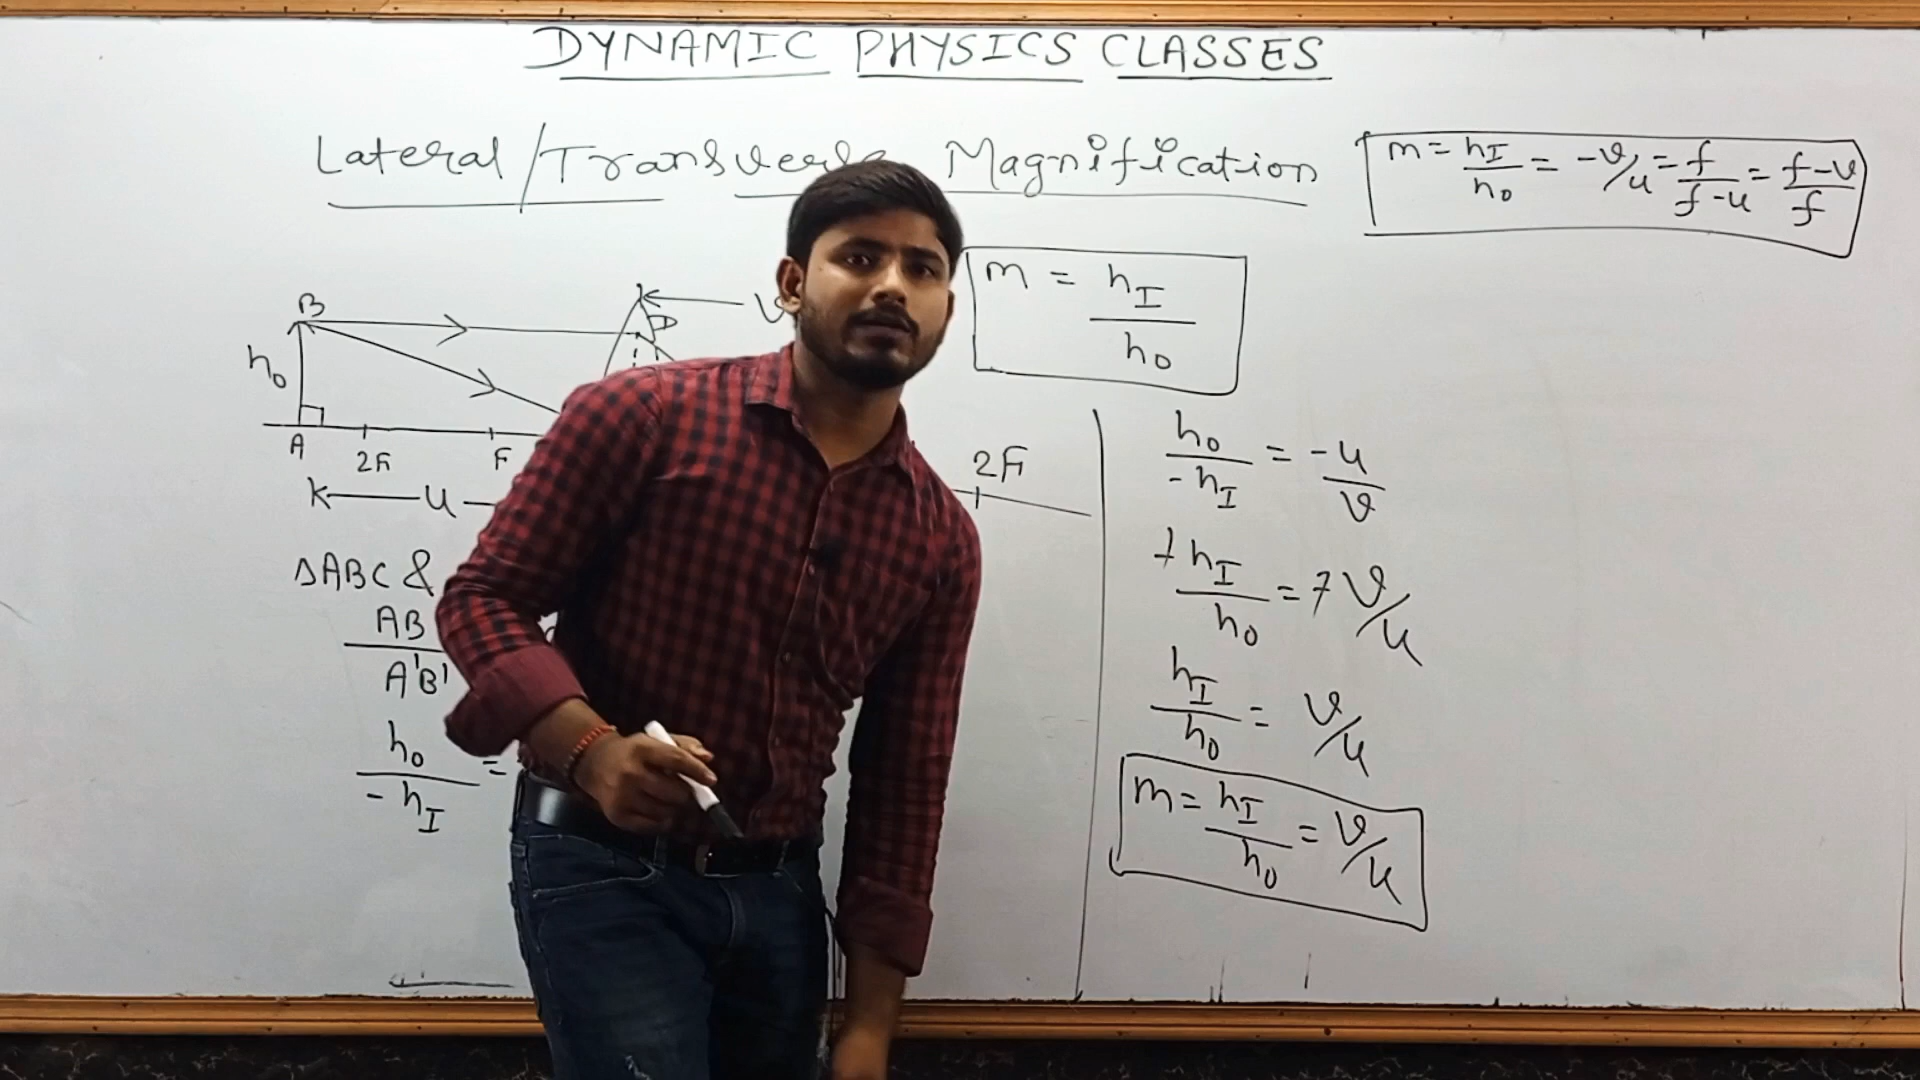 DYNAMIC PHYSICS CLASSES
Lateral / Transverse Magnification
m = hI/h0 = -v/u = f/f-u = f-v/f
m = hI/h0
B
D
h0
A 2F F 2F
u
h0/-hI = -u/v
ΔABC &
AB/A'B'
h0/-hI =
hI/h0 = v/u
hI/h0 = v/u
m = hI/h0 = v/u